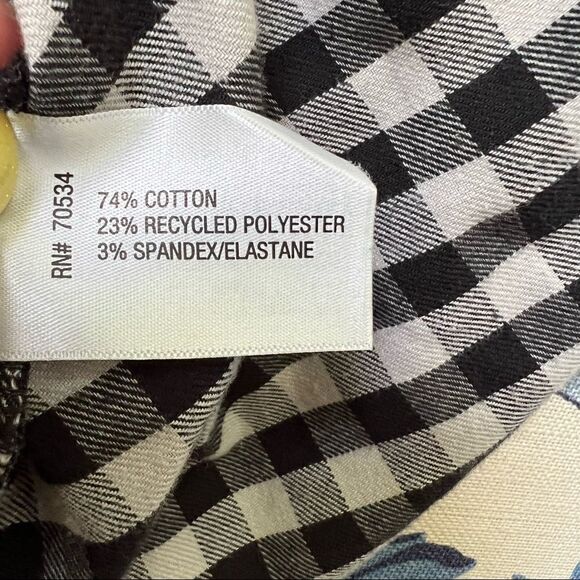 RN# 70534
74% COTTON
23% RECYCLED POLYESTER
3% SPANDEX/ELASTANE